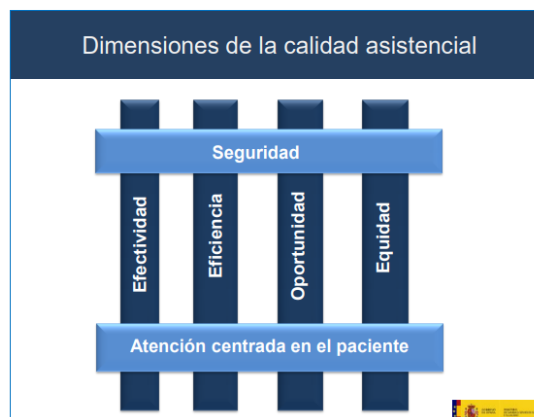 Dimensiones de la calidad asistencial
Seguridad
Efectividad
Eficiencia
Oportunidad
Equidad
Atención centrada en el paciente